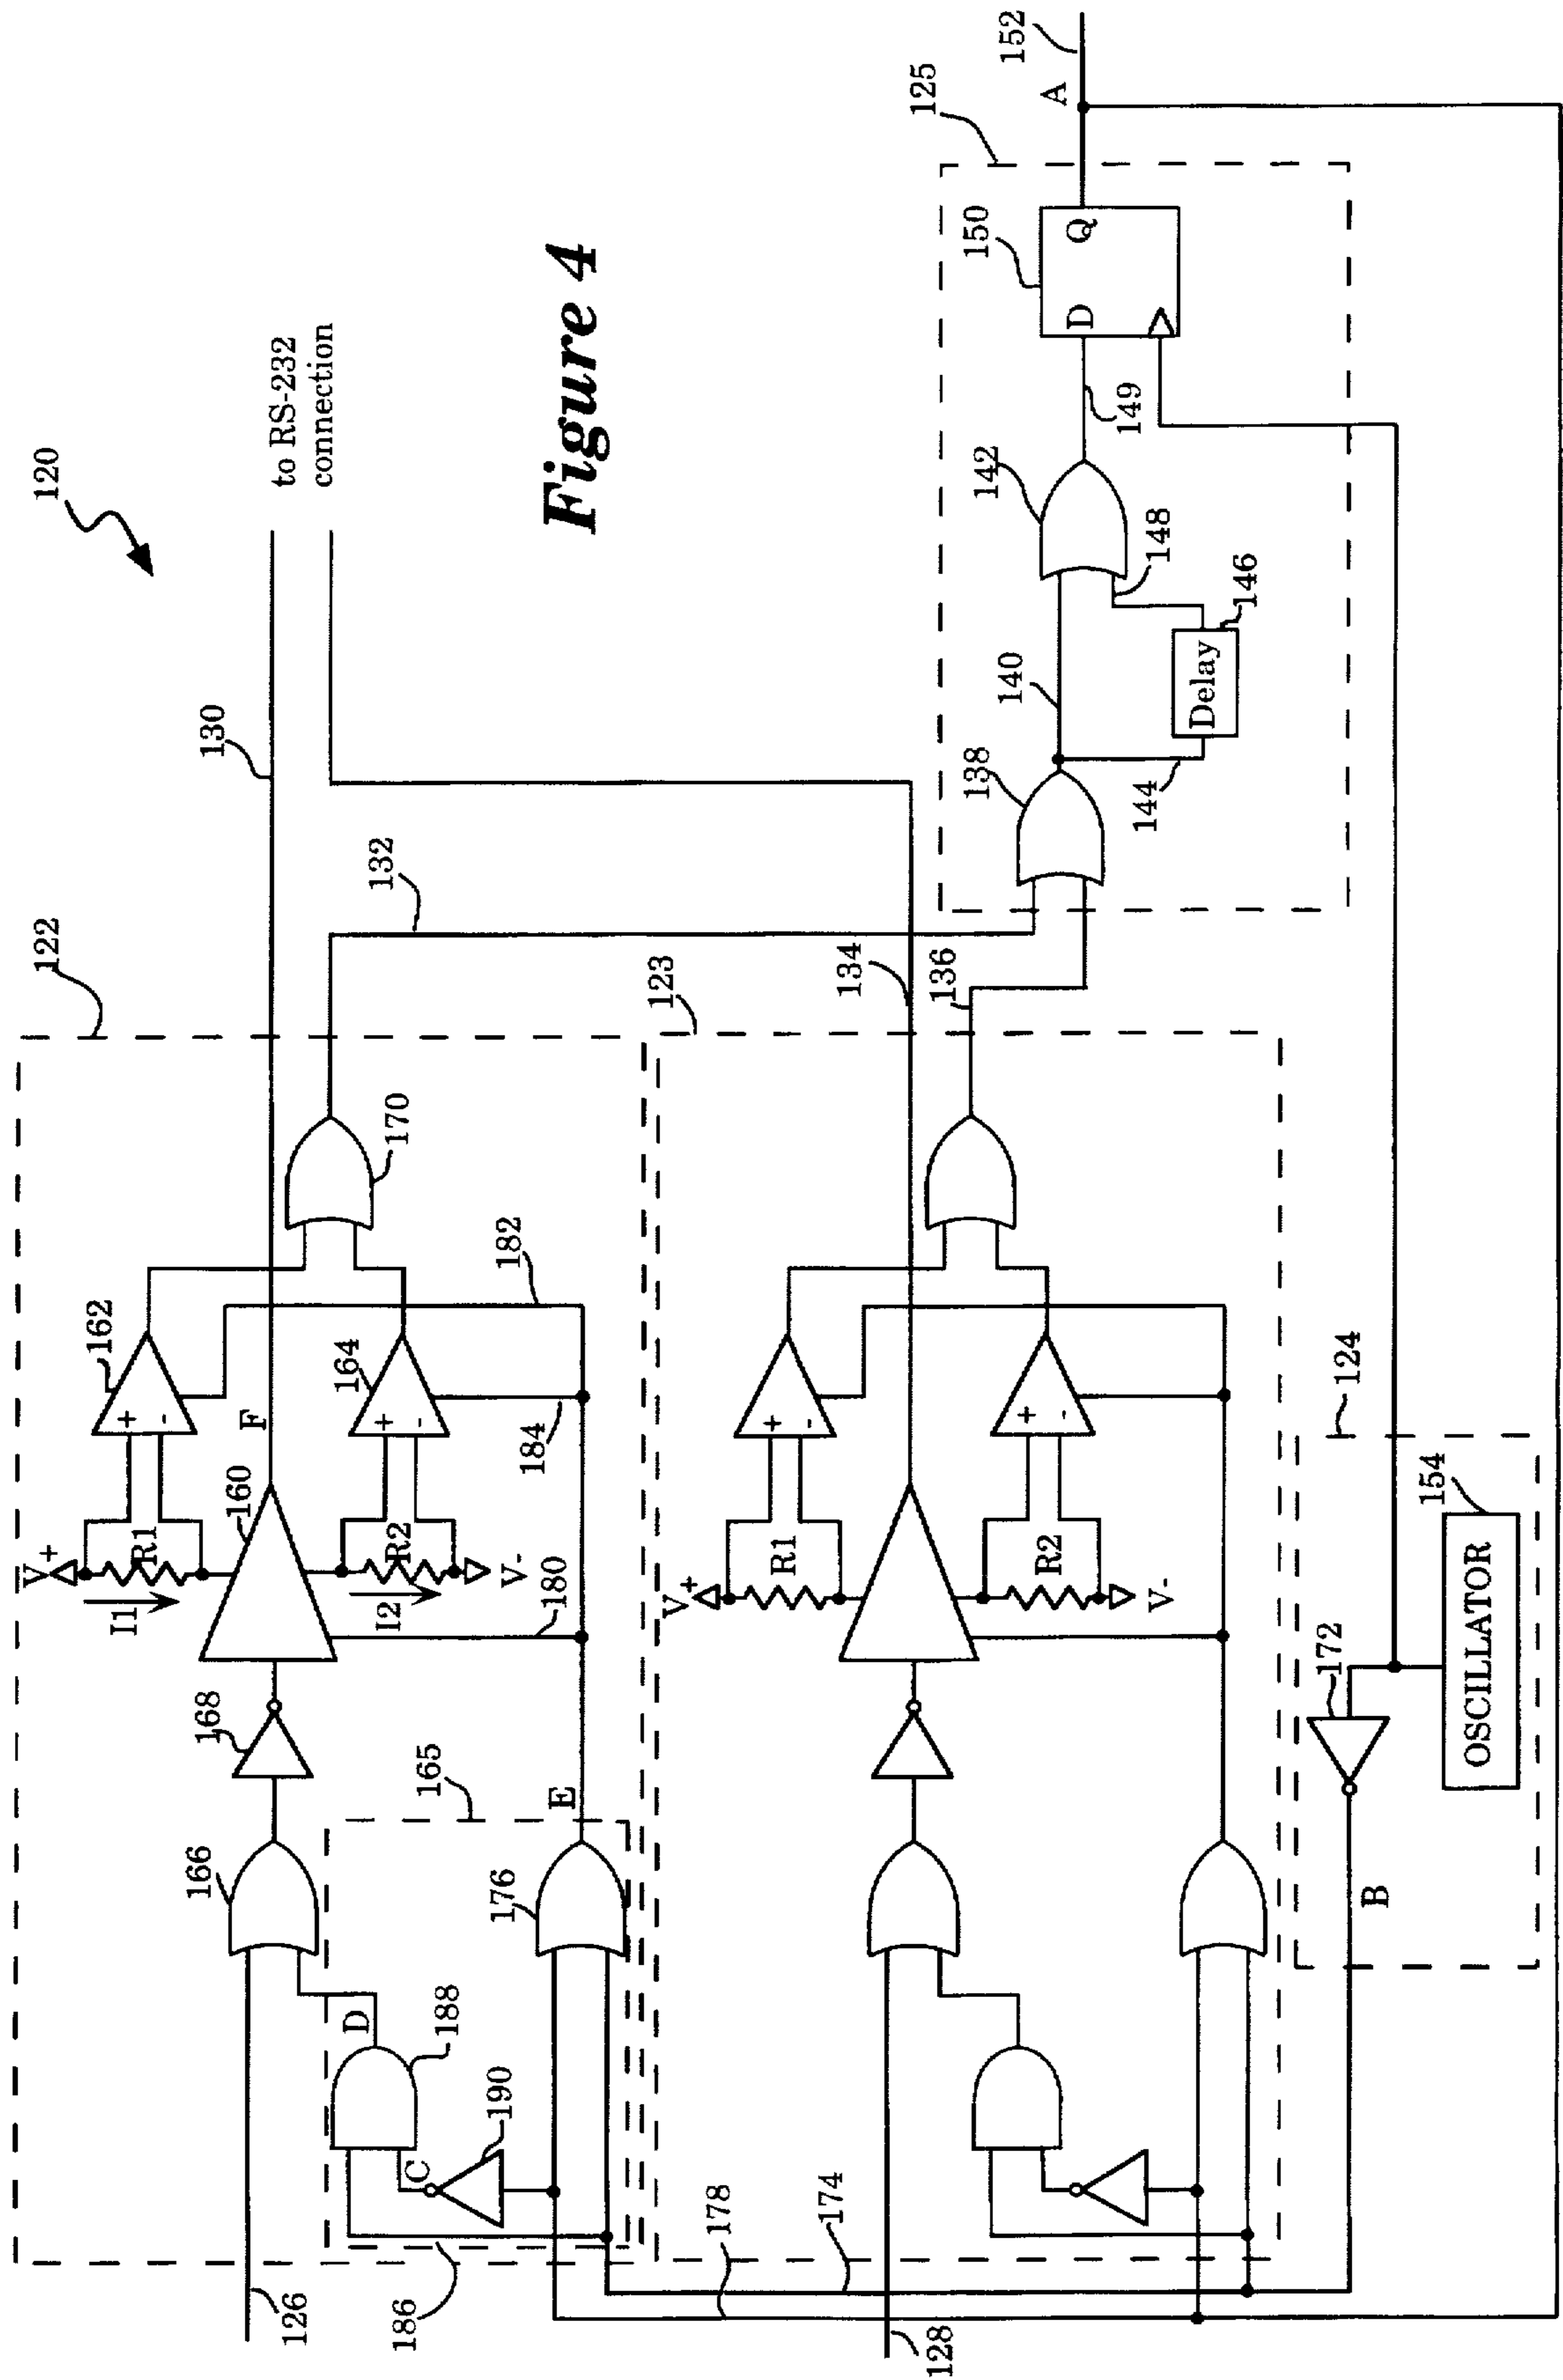 120
122
to RS-232
connection
130
132
Figure 4
V+
I1
R1
160
162
+
-
F
166
168
165
126
D
188
C
190
186
176
E
180
I2
R2
V-
164
+
-
184
182
170
123
134
136
V+
R1
+
-
R2
V-
+
-
128
178
174
B
172
124
154
OSCILLATOR
138
140
142
144
Delay
146
148
149
150
D
Q
125
A
152